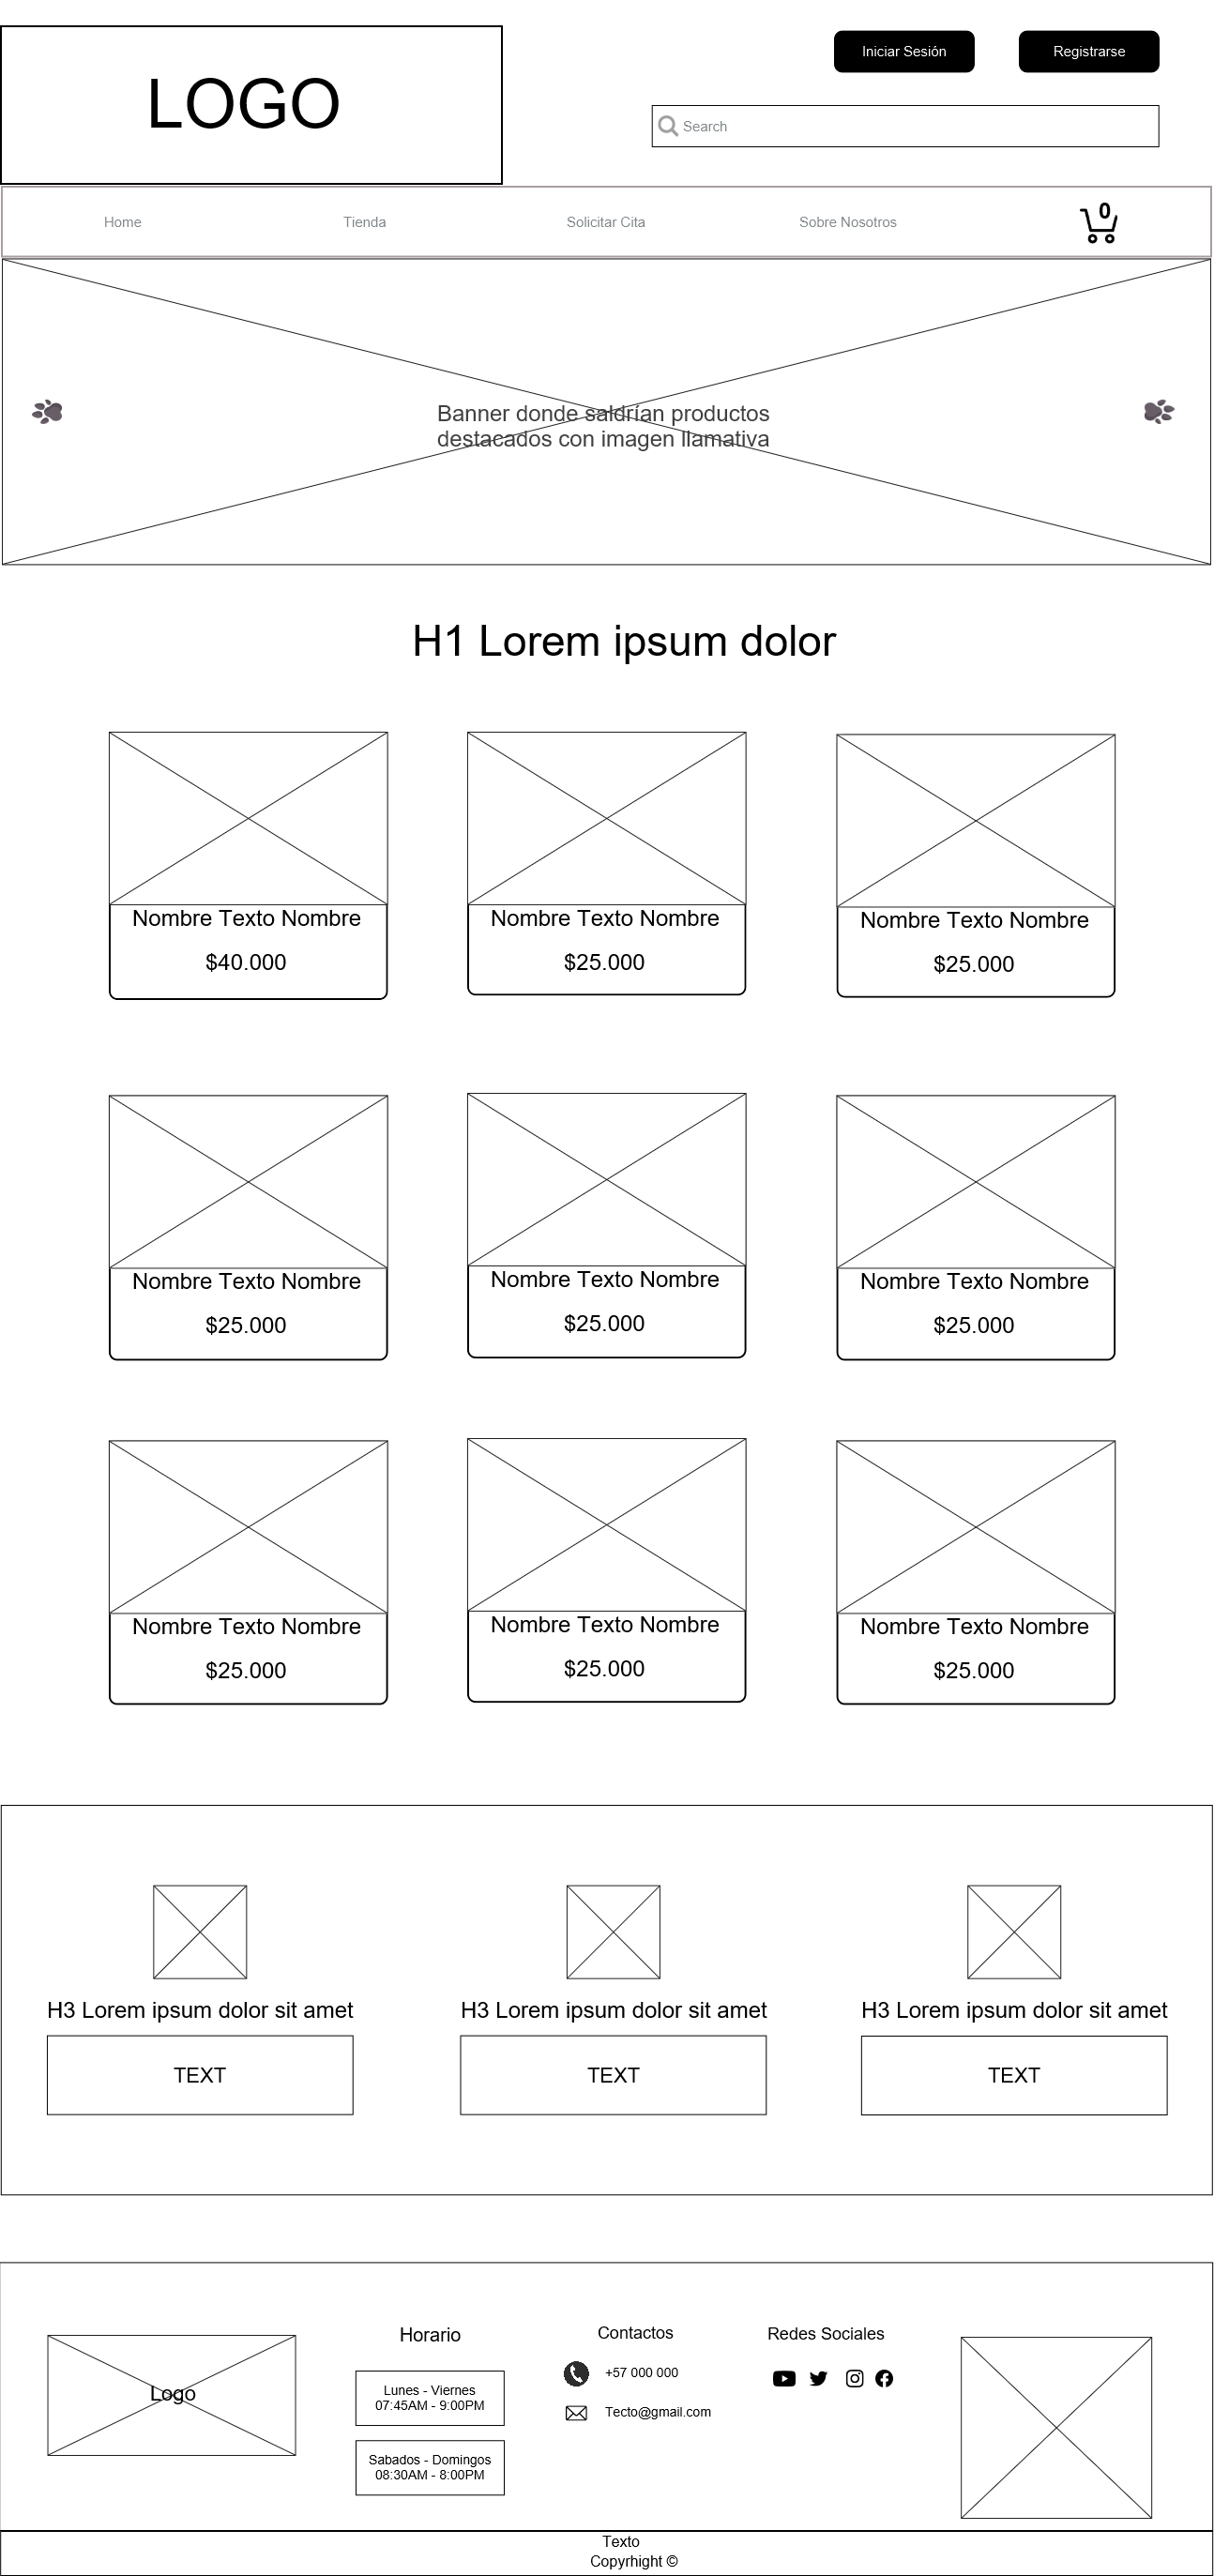 LOGO
Iniciar Sesión
Registrarse
Search
Home
Tienda
Solicitar Cita
Sobre Nosotros
0
Banner donde saldrían productos
destacados con imagen llamativa
H1 Lorem ipsum dolor
Nombre Texto Nombre
$40.000
Nombre Texto Nombre
$25.000
Nombre Texto Nombre
$25.000
Nombre Texto Nombre
$25.000
Nombre Texto Nombre
$25.000
Nombre Texto Nombre
$25.000
Nombre Texto Nombre
$25.000
Nombre Texto Nombre
$25.000
Nombre Texto Nombre
$25.000
H3 Lorem ipsum dolor sit amet
TEXT
H3 Lorem ipsum dolor sit amet
TEXT
H3 Lorem ipsum dolor sit amet
TEXT
Logo
Horario
Lunes - Viernes
07:45AM - 9:00PM
Sabados - Domingos
08:30AM - 8:00PM
Contactos
+57 000 000
Tecto@gmail.com
Redes Sociales
Texto
Copyrhight ©